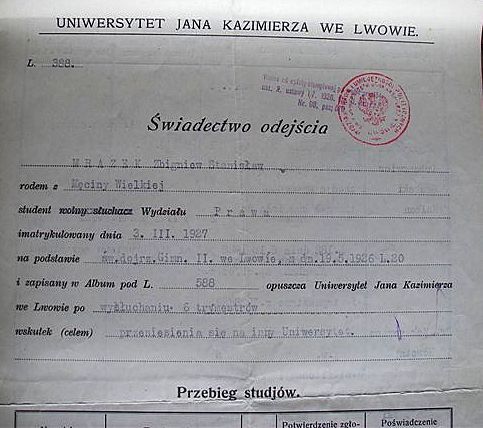 UNIWERSYTET JANA KAZIMIERZA WE LWOWIE.
L. 388.
Świadectwo odejścia
MRAZEK Zbigniew Stanisław
rodem z Męciny Wielkiej
student wolny słuchacz Wydziału Prawa
imatrykulowany dnia 3. III. 1927
na podstawie św.dojrz.Gimn. II. we Lwowie, z dn.19.5.1926 L.20
i zapisany w Album pod L. 588 opuszcza Uniwersytet Jana Kazimierza
we Lwowie po wysłuchaniu 6 trymestrów
wskutek (celem) przeniesienia się na inny Uniwersytet.
Przebieg studjów.
Potwierdzenie zgło-
Poświadczenie